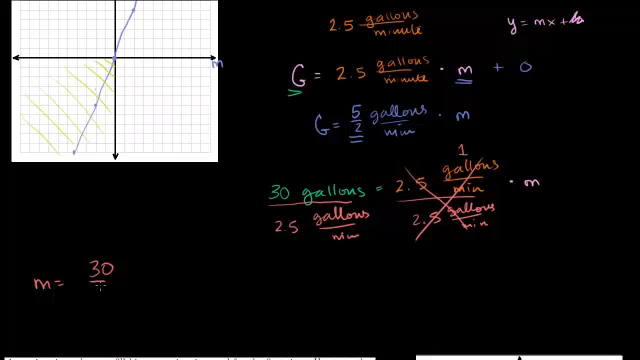 2.5 gallons/minute
y = mx +
m
G = 2.5 gallons/minute · m + 0
G = 5/2 gallons/min · m
1
30 gallons = 2.5 gallons/min · m
2.5 gallons/min 2.5 gallons/min
m = 30